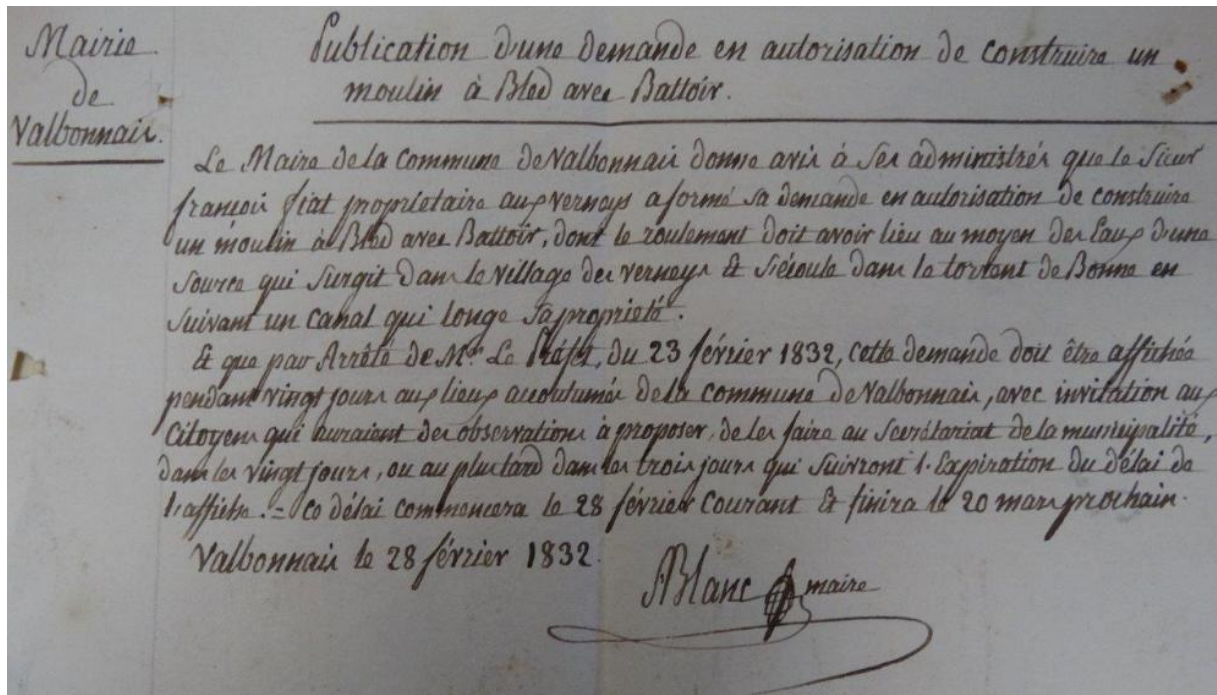 Mairie
de
Valbonnais.
Publication d'une demande en autorisation de construire un
moulin à Bled avec Battoir.
Le Maire de la Commune de Valbonnais donne avis à Ses administrés que le Sieur
françois fiat proprietaire aux verneys a formé sa demande en autorisation de construire
un moulin à Bled avec Battoir, dont le roulement doit avoir lieu au moyen des Eaux d'une
source qui Surgit dans le village des verneys Et S'écoule dans le torrent de Bonne en
suivant un canal qui longe sa proprieté.
Et que par Arrêté de Mr. Le Préfet, du 23 février 1832, cette demande doit être affichée
pendant vingt jours aux lieux accoutumés de la commune de Valbonnais, avec invitation aux
Citoyens qui auraient des observations à proposer, de les faire au Secrétariat de la municipalité,
dans les vingt jours, ou au plus tard dans les trois jours qui Suivront l'Expiration du délai de
l'affiche. = Ce délai commencera le 28 février Courant Et finira le 20 mars prochain.
Valbonnais le 28 février 1832.
ABlanc maire